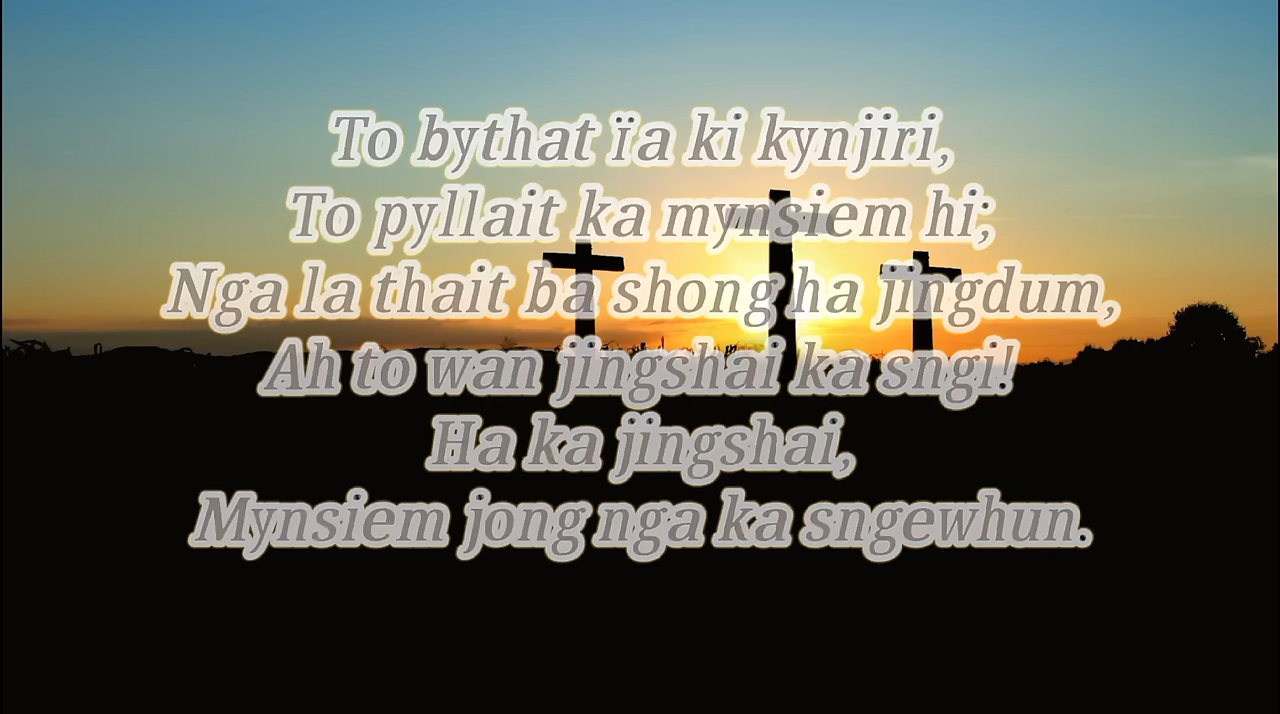 To bythat ïa ki kynjiri,
To pyllait ka mynsiem hi;
Nga la thait ba shong ha jingdum,
Ah to wan jingshai ka sngi!
Ha ka jingshai,
Mynsiem jong nga ka sngewhun.